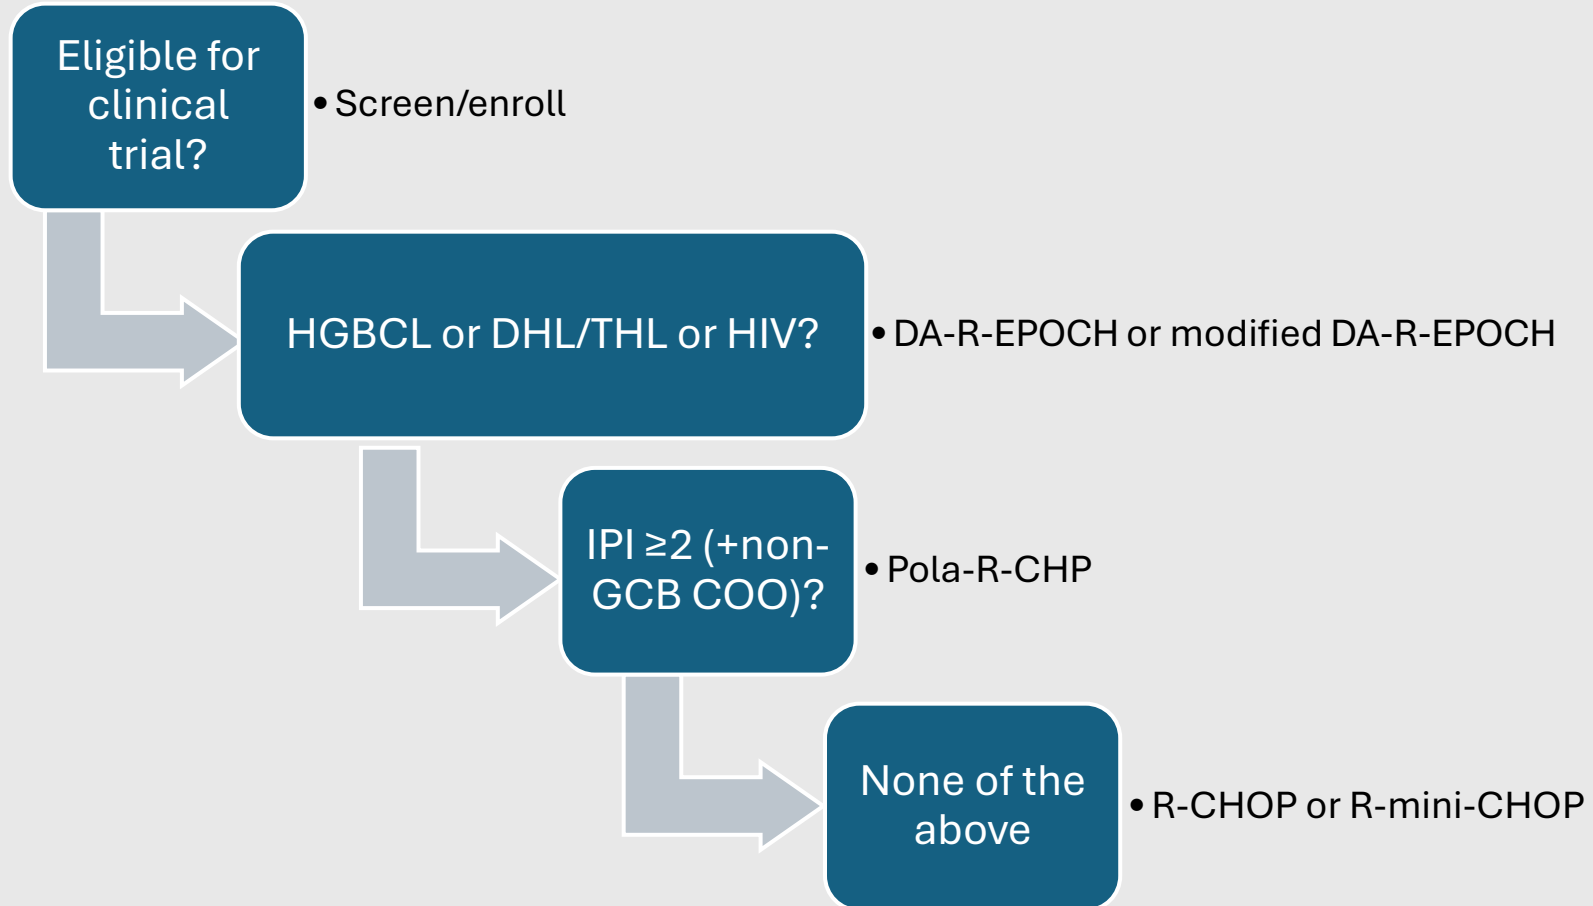 Eligible for
clinical
trial?
• Screen/enroll
HGBCL or DHL/THL or HIV?
• DA-R-EPOCH or modified DA-R-EPOCH
IPI ≥2 (+non-
GCB COO)?
• Pola-R-CHP
None of the
above
• R-CHOP or R-mini-CHOP